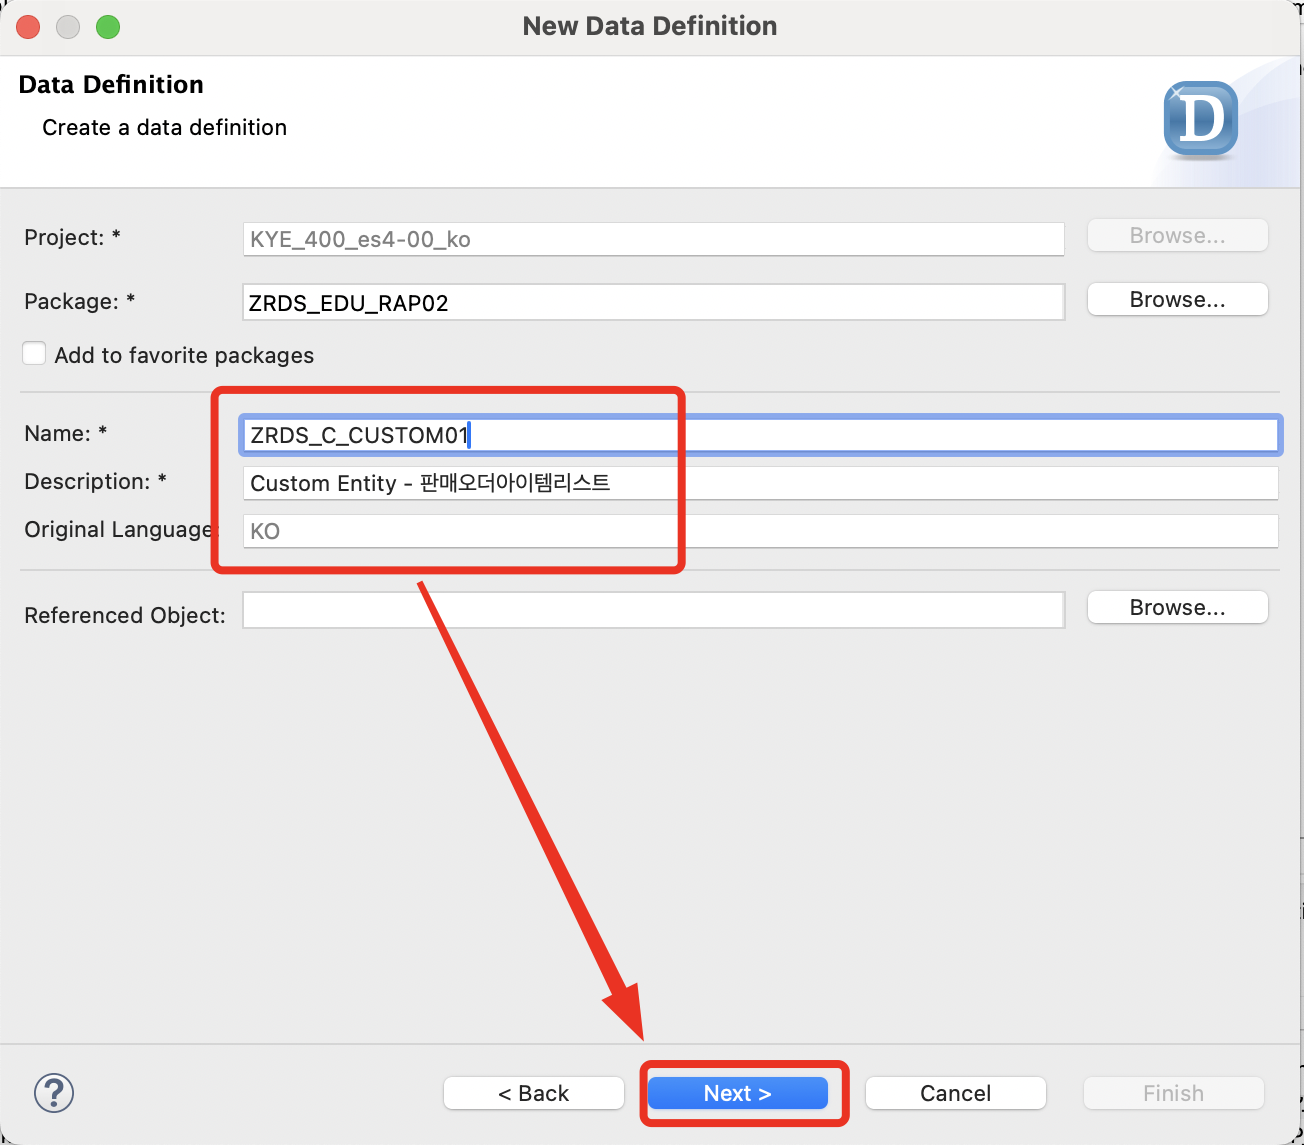 New Data Definition
Data Definition
Create a data definition
D
Project: * KYE_400_es4-00_ko Browse...
Package: * ZRDS_EDU_RAP02 Browse...
Add to favorite packages
Name: * ZRDS_C_CUSTOM01
Description: * Custom Entity - 판매오더아이템리스트
Original Language: KO
Referenced Object: Browse...
? < Back Next > Cancel Finish